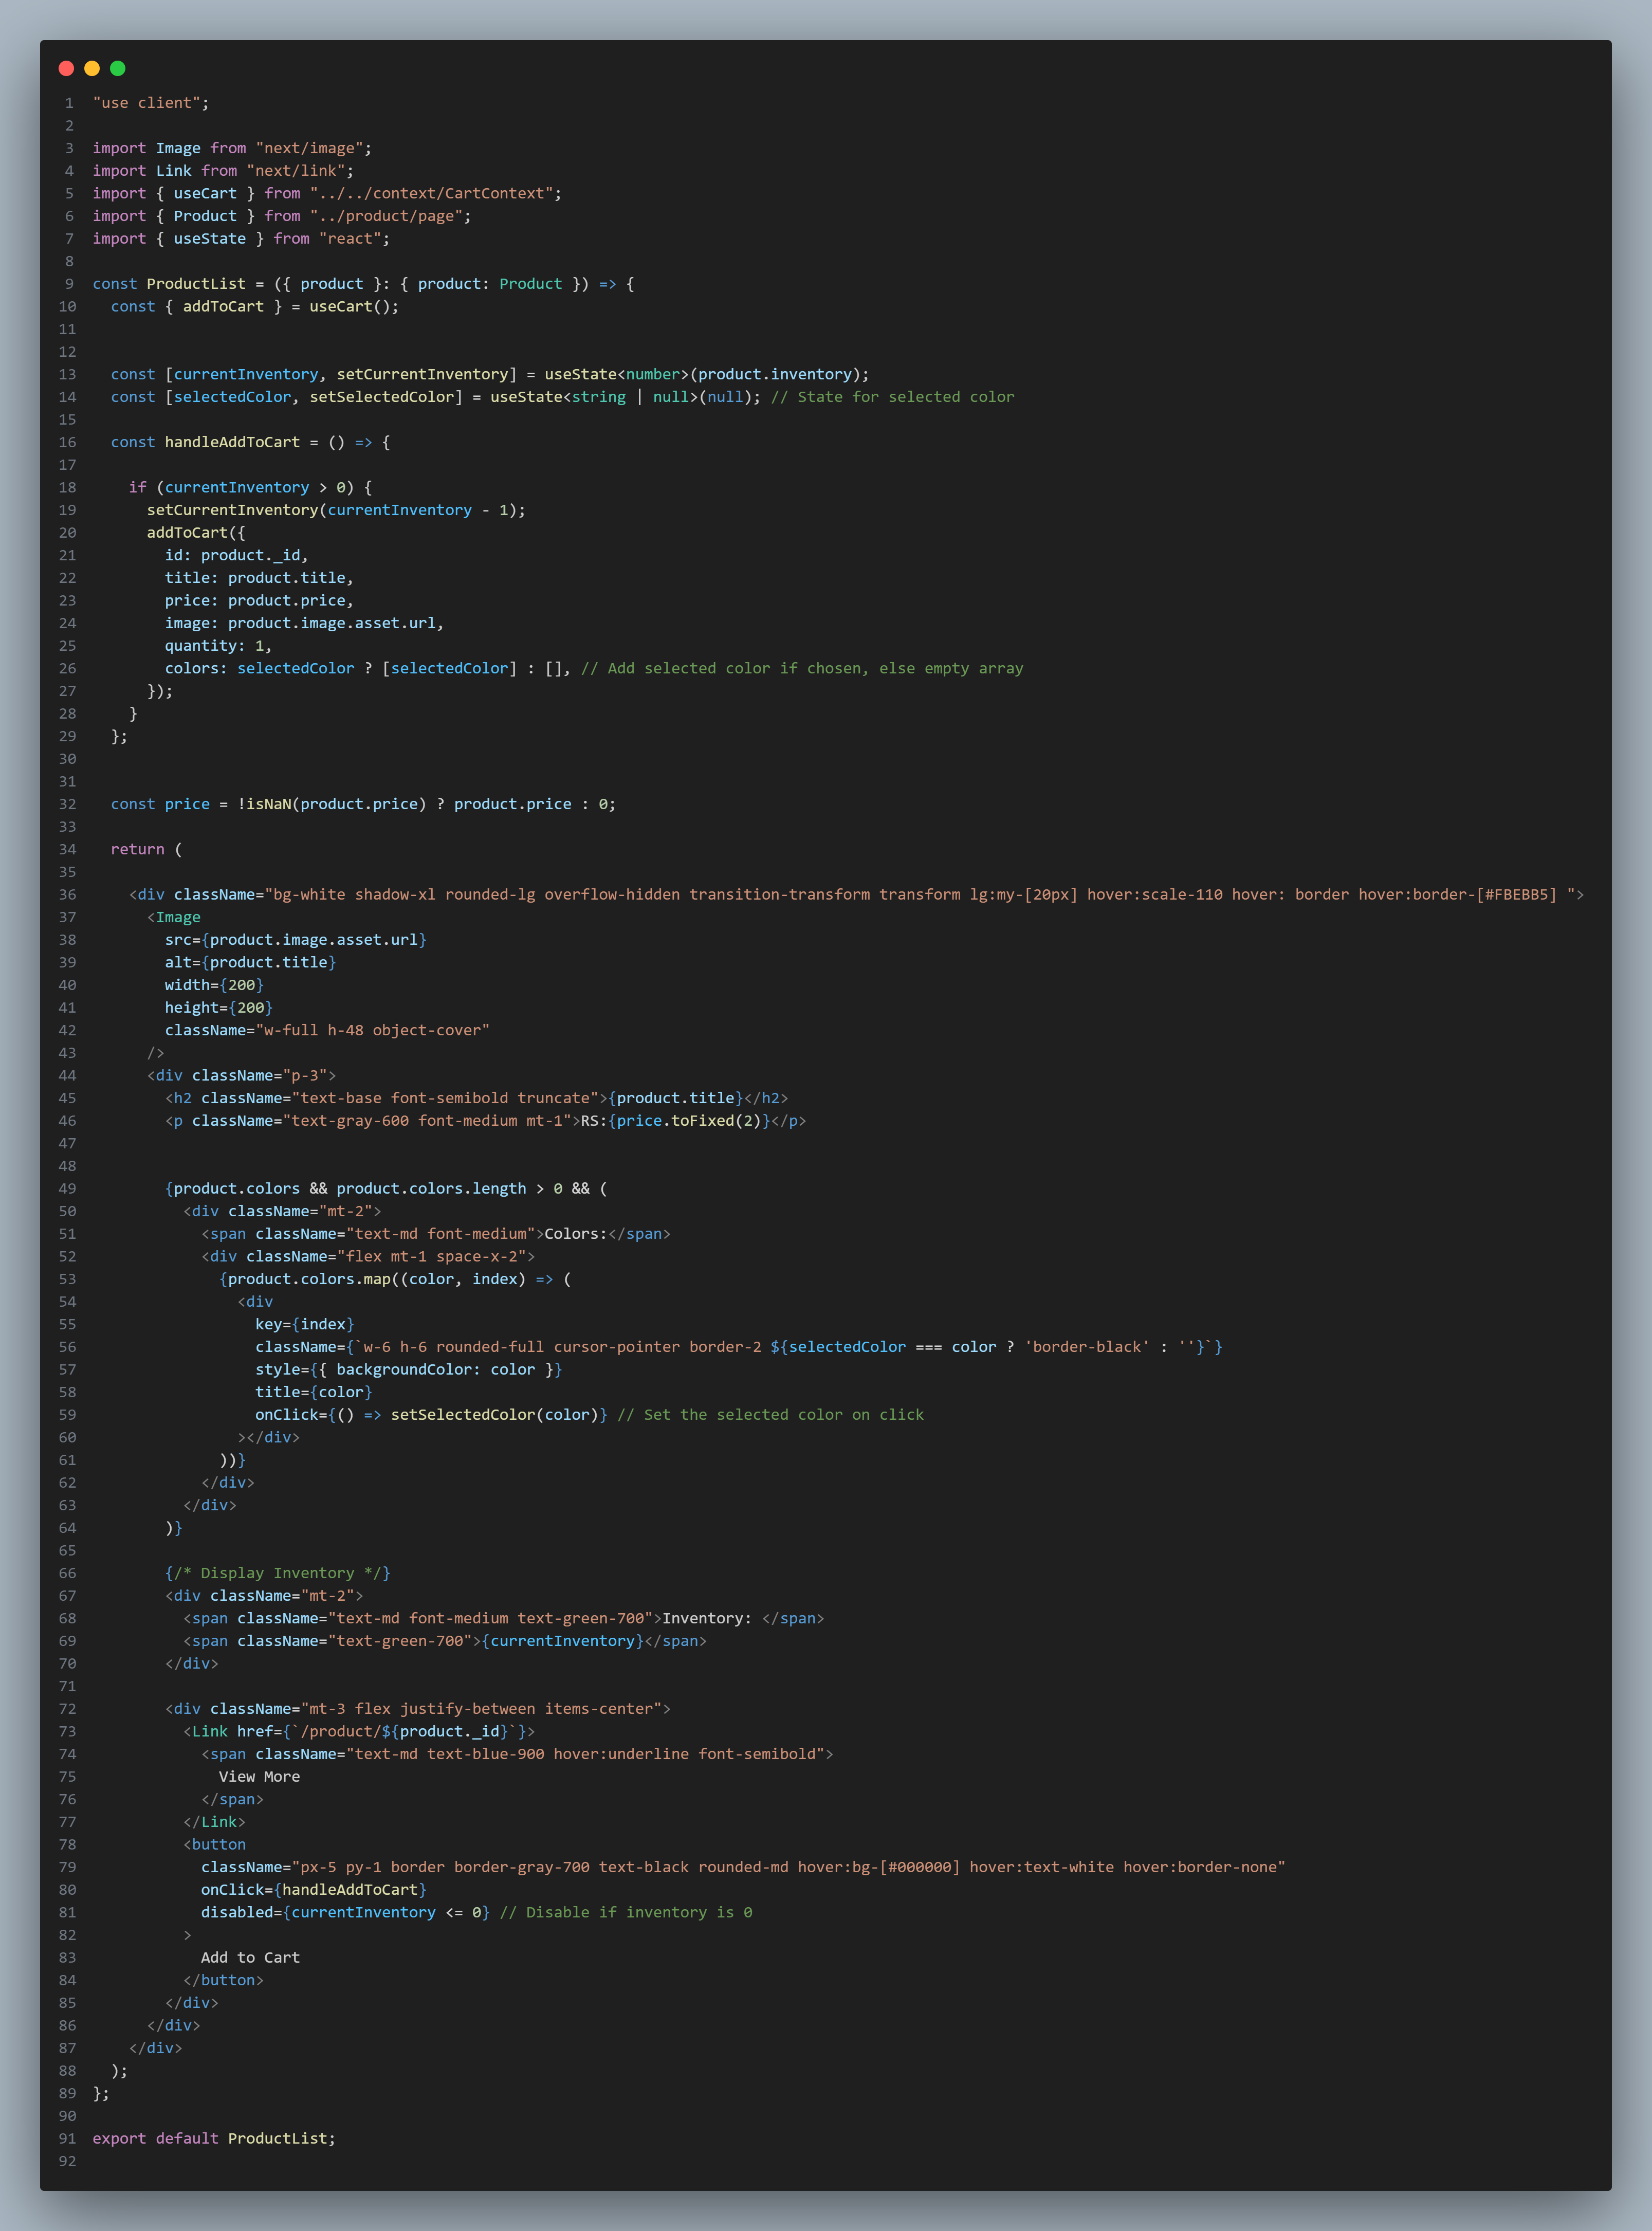 1 "use client";
2
3 import Image from "next/image";
4 import Link from "next/link";
5 import { useCart } from "../../context/CartContext";
6 import { Product } from "../product/page";
7 import { useState } from "react";
8
9 const ProductList = ({ product }: { product: Product }) => {
10   const { addToCart } = useCart();
11
12
13   const [currentInventory, setCurrentInventory] = useState<number>(product.inventory);
14   const [selectedColor, setSelectedColor] = useState<string | null>(null); // State for selected color
15
16   const handleAddToCart = () => {
17
18     if (currentInventory > 0) {
19       setCurrentInventory(currentInventory - 1);
20       addToCart({
21         id: product._id,
22         title: product.title,
23         price: product.price,
24         image: product.image.asset.url,
25         quantity: 1,
26         colors: selectedColor ? [selectedColor] : [], // Add selected color if chosen, else empty array
27       });
28     }
29   };
30
31
32   const price = !isNaN(product.price) ? product.price : 0;
33
34   return (
35
36     <div className="bg-white shadow-xl rounded-lg overflow-hidden transition-transform transform lg:my-[20px] hover:scale-110 hover: border hover:border-[#FBEBB5] ">
37       <Image
38         src={product.image.asset.url}
39         alt={product.title}
40         width={200}
41         height={200}
42         className="w-full h-48 object-cover"
43       />
44       <div className="p-3">
45         <h2 className="text-base font-semibold truncate">{product.title}</h2>
46         <p className="text-gray-600 font-medium mt-1">RS:{price.toFixed(2)}</p>
47
48
49         {product.colors && product.colors.length > 0 && (
50           <div className="mt-2">
51             <span className="text-md font-medium">Colors:</span>
52             <div className="flex mt-1 space-x-2">
53               {product.colors.map((color, index) => (
54                 <div
55                   key={index}
56                   className={`w-6 h-6 rounded-full cursor-pointer border-2 ${selectedColor === color ? 'border-black' : ''}`}
57                   style={{ backgroundColor: color }}
58                   title={color}
59                   onClick={() => setSelectedColor(color)} // Set the selected color on click
60                 ></div>
61               ))}
62             </div>
63           </div>
64         )}
65
66         {/* Display Inventory */}
67         <div className="mt-2">
68           <span className="text-md font-medium text-green-700">Inventory: </span>
69           <span className="text-green-700">{currentInventory}</span>
70         </div>
71
72         <div className="mt-3 flex justify-between items-center">
73           <Link href={`/product/${product._id}`}>
74             <span className="text-md text-blue-900 hover:underline font-semibold">
75               View More
76             </span>
77           </Link>
78           <button
79             className="px-5 py-1 border border-gray-700 text-black rounded-md hover:bg-[#000000] hover:text-white hover:border-none"
80             onClick={handleAddToCart}
81             disabled={currentInventory <= 0} // Disable if inventory is 0
82           >
83             Add to Cart
84           </button>
85         </div>
86       </div>
87     </div>
88   );
89 };
90
91 export default ProductList;
92